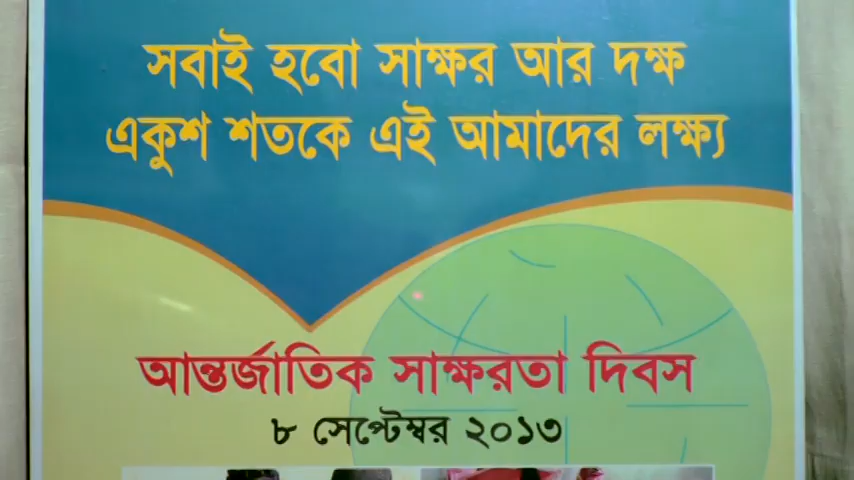 সবাই হবো সাক্ষর আর দক্ষ
একুশ শতকে এই আমাদের লক্ষ্য
আন্তর্জাতিক সাক্ষরতা দিবস
৮ সেপ্টেম্বর ২০১৩